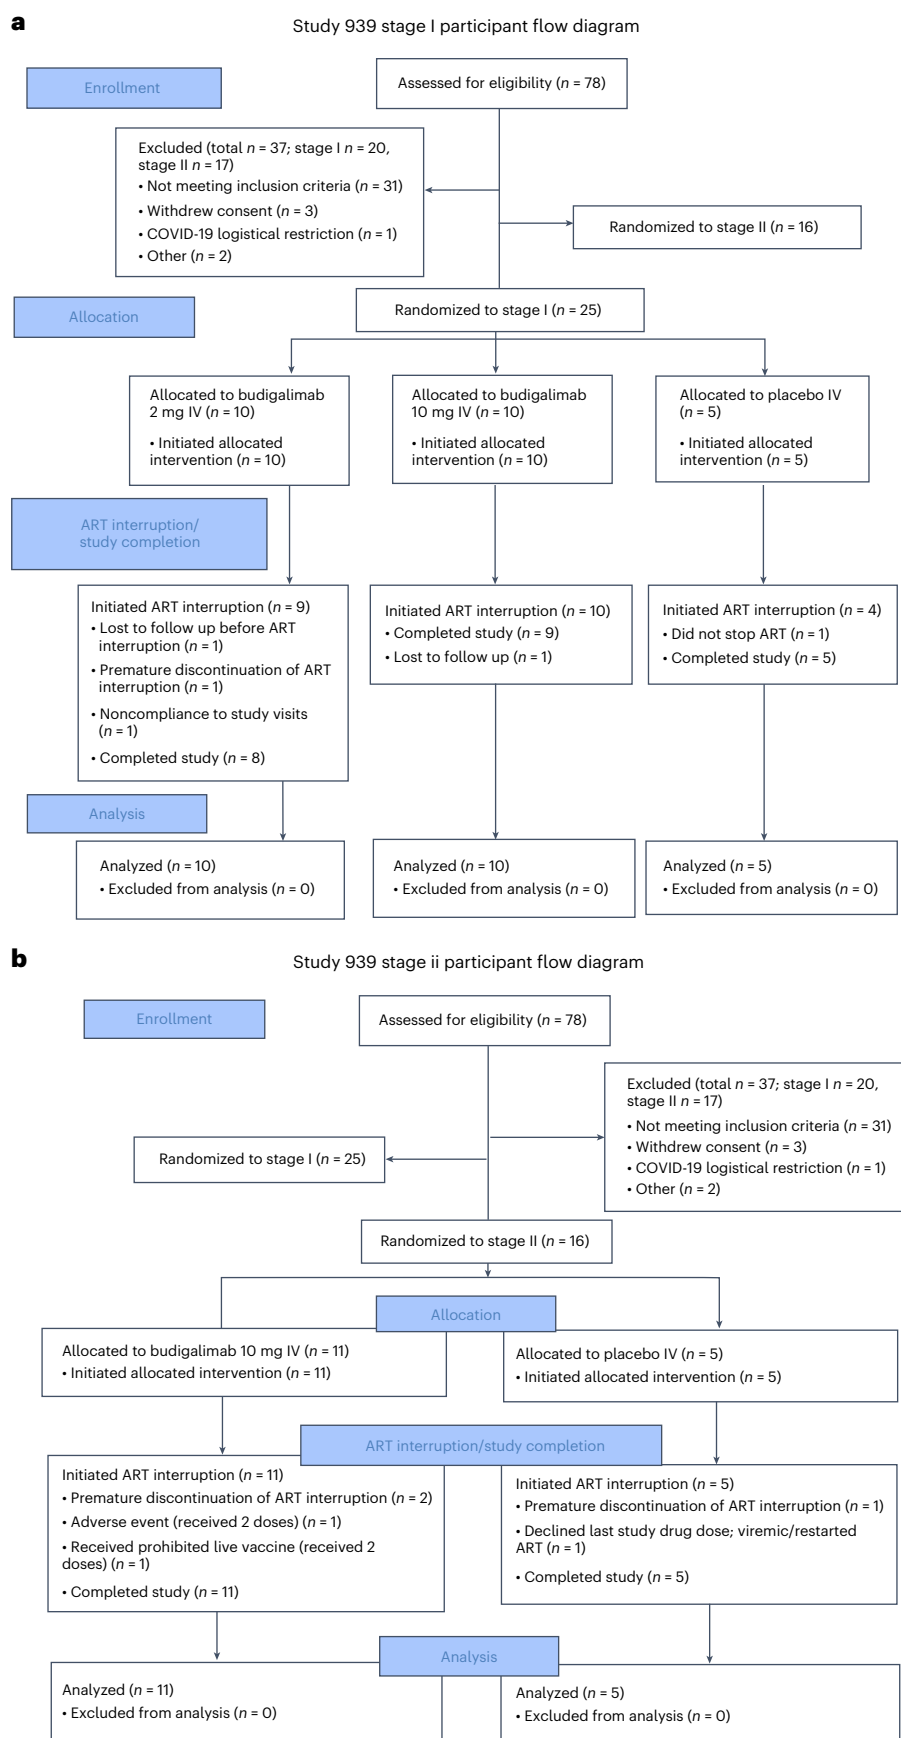 a
Study 939 stage I participant flow diagram
Enrollment
Assessed for eligibility (n = 78)
Excluded (total n = 37; stage I n = 20,
stage II n = 17)
• Not meeting inclusion criteria (n = 31)
• Withdrew consent (n = 3)
• COVID-19 logistical restriction (n = 1)
• Other (n = 2)
Randomized to stage II (n = 16)
Randomized to stage I (n = 25)
Allocation
Allocated to budigalimab
2 mg IV (n = 10)
• Initiated allocated
intervention (n = 10)
Allocated to budigalimab
10 mg IV (n = 10)
• Initiated allocated
intervention (n = 10)
Allocated to placebo IV
(n = 5)
• Initiated allocated
intervention (n = 5)
ART interruption/
study completion
Initiated ART interruption (n = 9)
• Lost to follow up before ART
interruption (n = 1)
• Premature discontinuation of ART
interruption (n = 1)
• Noncompliance to study visits
(n = 1)
• Completed study (n = 8)
Initiated ART interruption (n = 10)
• Completed study (n = 9)
• Lost to follow up (n = 1)
Initiated ART interruption (n = 4)
• Did not stop ART (n = 1)
• Completed study (n = 5)
Analysis
Analyzed (n = 10)
• Excluded from analysis (n = 0)
Analyzed (n = 10)
• Excluded from analysis (n = 0)
Analyzed (n = 5)
• Excluded from analysis (n = 0)
b
Study 939 stage ii participant flow diagram
Enrollment
Assessed for eligibility (n = 78)
Excluded (total n = 37; stage I n = 20,
stage II n = 17)
• Not meeting inclusion criteria (n = 31)
• Withdrew consent (n = 3)
• COVID-19 logistical restriction (n = 1)
• Other (n = 2)
Randomized to stage I (n = 25)
Randomized to stage II (n = 16)
Allocation
Allocated to budigalimab 10 mg IV (n = 11)
• Initiated allocated intervention (n = 11)
Allocated to placebo IV (n = 5)
• Initiated allocated intervention (n = 5)
ART interruption/study completion
Initiated ART interruption (n = 11)
• Premature discontinuation of ART interruption (n = 2)
• Adverse event (received 2 doses) (n = 1)
• Received prohibited live vaccine (received 2
doses) (n = 1)
• Completed study (n = 11)
Initiated ART interruption (n = 5)
• Premature discontinuation of ART interruption (n = 1)
• Declined last study drug dose; viremic/restarted
ART (n = 1)
• Completed study (n = 5)
Analysis
Analyzed (n = 11)
• Excluded from analysis (n = 0)
Analyzed (n = 5)
• Excluded from analysis (n = 0)